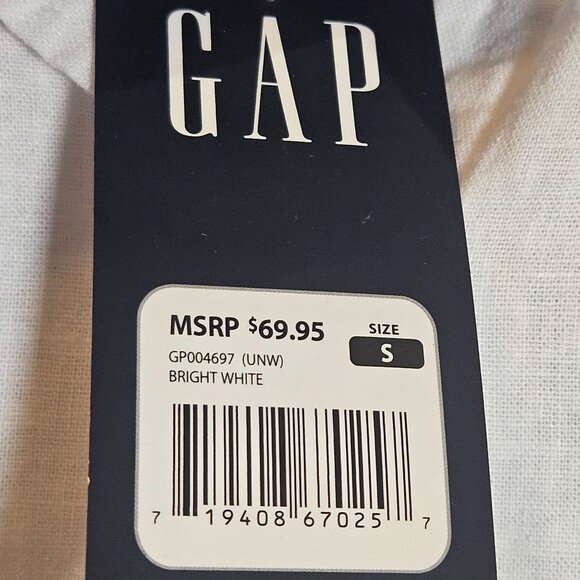 GAP
MSRP $69.95
SIZE
S
GP004697 (UNW)
BRIGHT WHITE
7 19408 67025 7